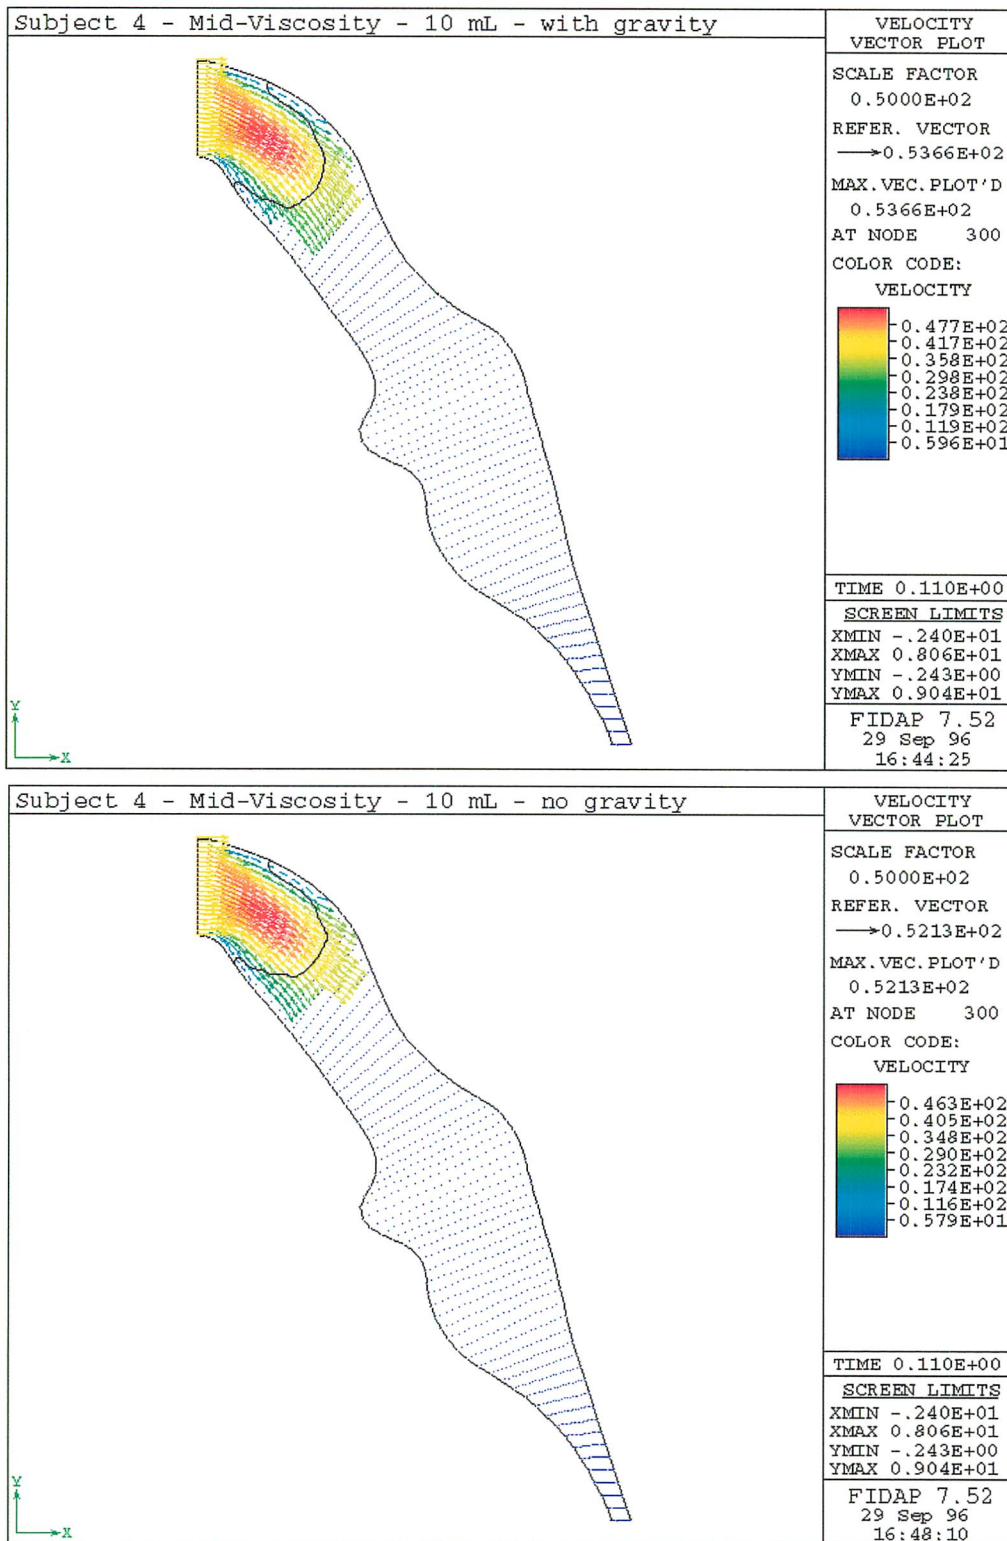 Subject 4 - Mid-Viscosity - 10 mL - with gravity
VELOCITY
VECTOR PLOT
SCALE FACTOR
0.5000E+02
REFER. VECTOR
0.5366E+02
MAX.VEC.PLOT'D
0.5366E+02
AT NODE 300
COLOR CODE:
VELOCITY
0.477E+02
0.417E+02
0.358E+02
0.298E+02
0.238E+02
0.179E+02
0.119E+02
0.596E+01
TIME 0.110E+00
SCREEN LIMITS
XMIN -.240E+01
XMAX 0.806E+01
YMIN -.243E+00
YMAX 0.904E+01
FIDAP 7.52
29 Sep 96
16:44:25
Y
X
Subject 4 - Mid-Viscosity - 10 mL - no gravity
VELOCITY
VECTOR PLOT
SCALE FACTOR
0.5000E+02
REFER. VECTOR
0.5213E+02
MAX.VEC.PLOT'D
0.5213E+02
AT NODE 300
COLOR CODE:
VELOCITY
0.463E+02
0.405E+02
0.348E+02
0.290E+02
0.232E+02
0.174E+02
0.116E+02
0.579E+01
TIME 0.110E+00
SCREEN LIMITS
XMIN -.240E+01
XMAX 0.806E+01
YMIN -.243E+00
YMAX 0.904E+01
FIDAP 7.52
29 Sep 96
16:48:10
Y
X